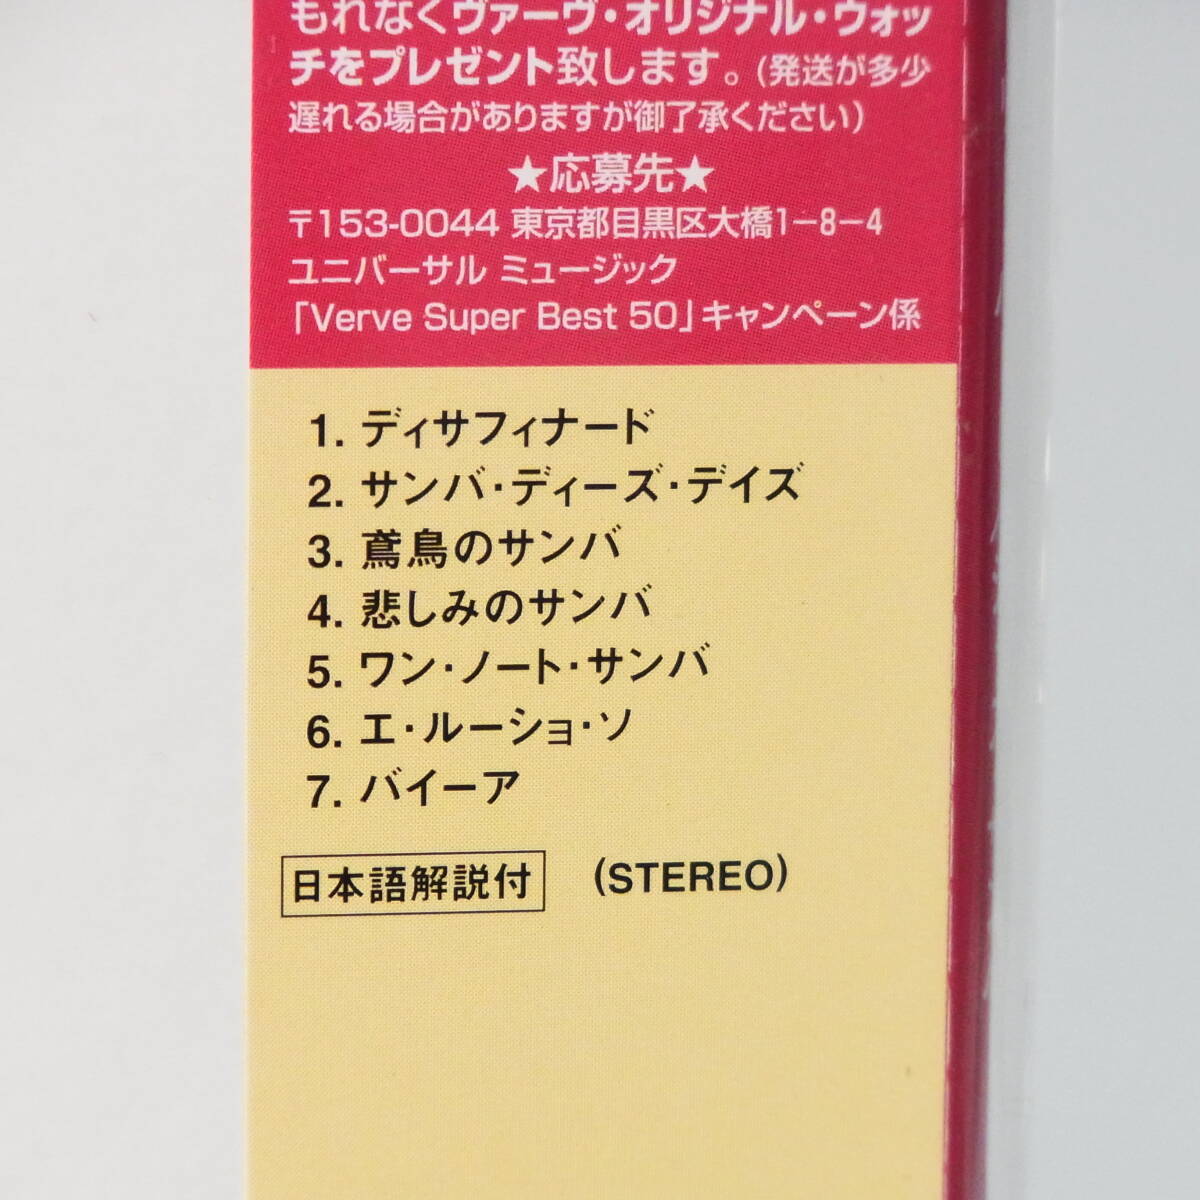 もれなくヴァーヴ・オリジナル・ウォッ
チをプレゼント致します。(発送が多少
遅れる場合がありますが御了承ください)
★応募先★
〒153-0044 東京都目黒区大橋1-8-4
ユニバーサル ミュージック
「Verve Super Best 50」キャンペーン係
1. ディサフィナード
2. サンバ・ディーズ・デイズ
3. 鳶鳥のサンバ
4. 悲しみのサンバ
5. ワン・ノート・サンバ
6. エ・ルーショ・ソ
7. バイーア
日本語解説付 (STEREO)